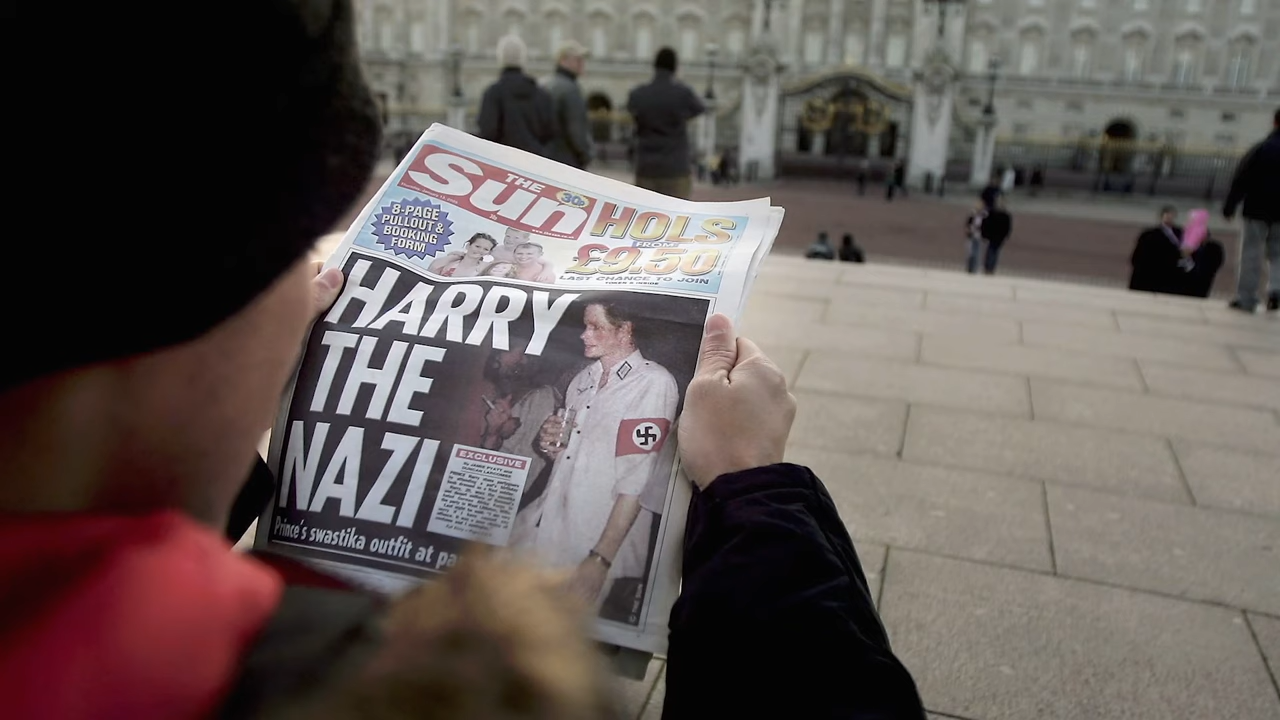 THE
Sun
30p
HOLS
FROM
£9.50
LAST CHANCE TO JOIN
8-PAGE
PULLOUT &
BOOKING
FORM
HARRY
THE
NAZI
EXCLUSIVE
Prince's swastika outfit at pa